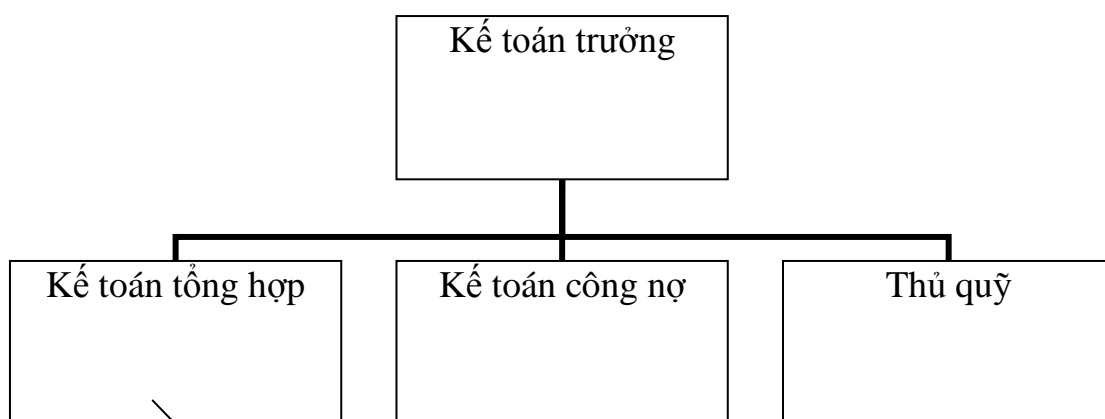 Kế toán trưởng
Kế toán tổng hợp
Kế toán công nợ
Thủ quỹ